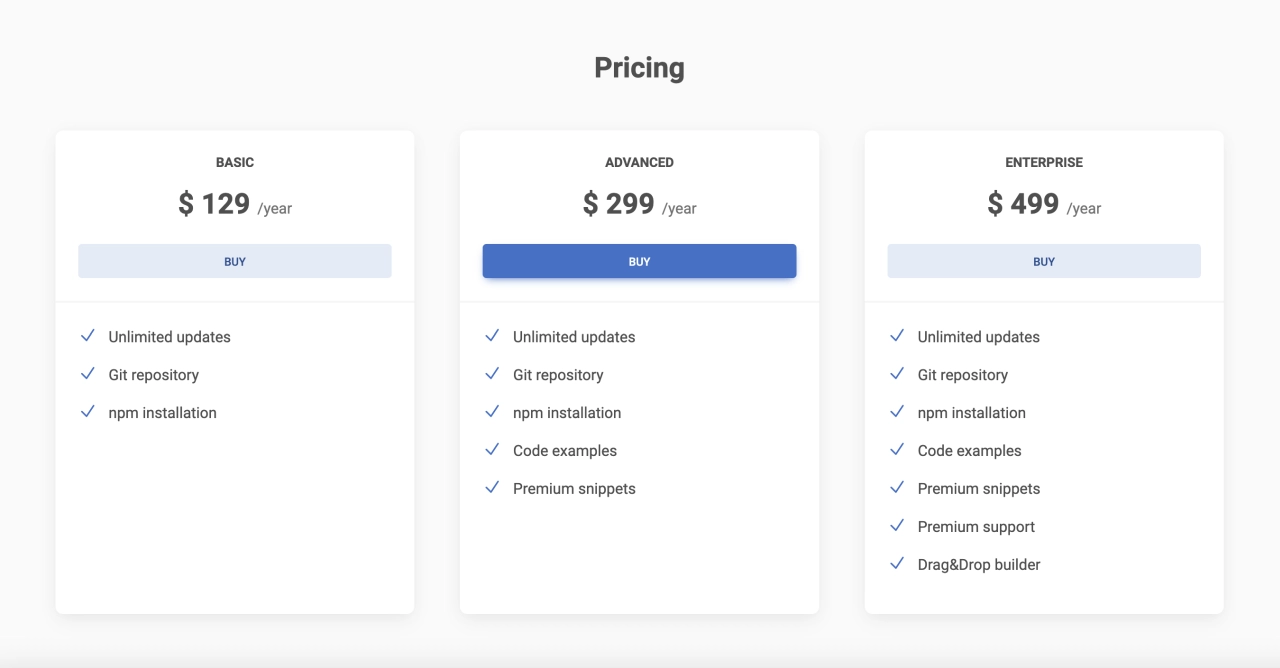 Pricing
BASIC
$ 129 /year
BUY
Unlimited updates
Git repository
npm installation
ADVANCED
$ 299 /year
BUY
Unlimited updates
Git repository
npm installation
Code examples
Premium snippets
ENTERPRISE
$ 499 /year
BUY
Unlimited updates
Git repository
npm installation
Code examples
Premium snippets
Premium support
Drag&Drop builder